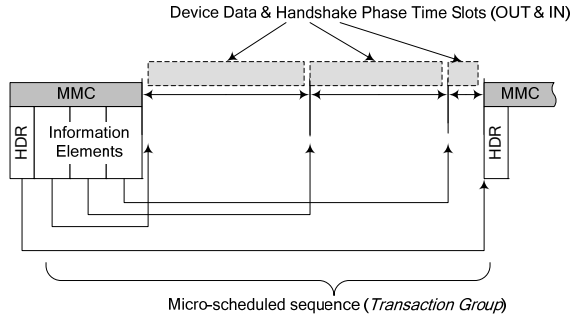 Device Data & Handshake Phase Time Slots (OUT & IN)
MMC
MMC
HDR
Information
Elements
HDR
Micro-scheduled sequence (Transaction Group)